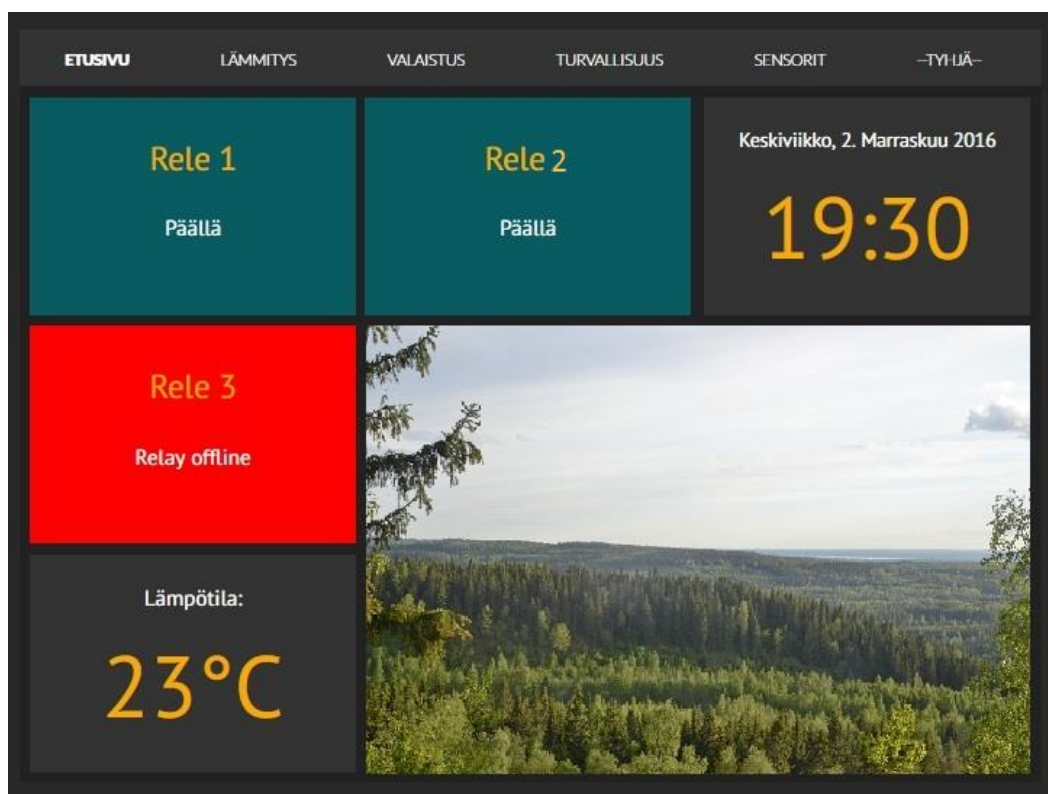 ETUSIVU LÄMMITYS VALAISTUS TURVALLISUUS SENSORIT --TYHJÄ--
Rele 1
Päällä
Rele 2
Päällä
Keskiviikko, 2. Marraskuu 2016
19:30
Rele 3
Relay offline
Lämpötila:
23°C